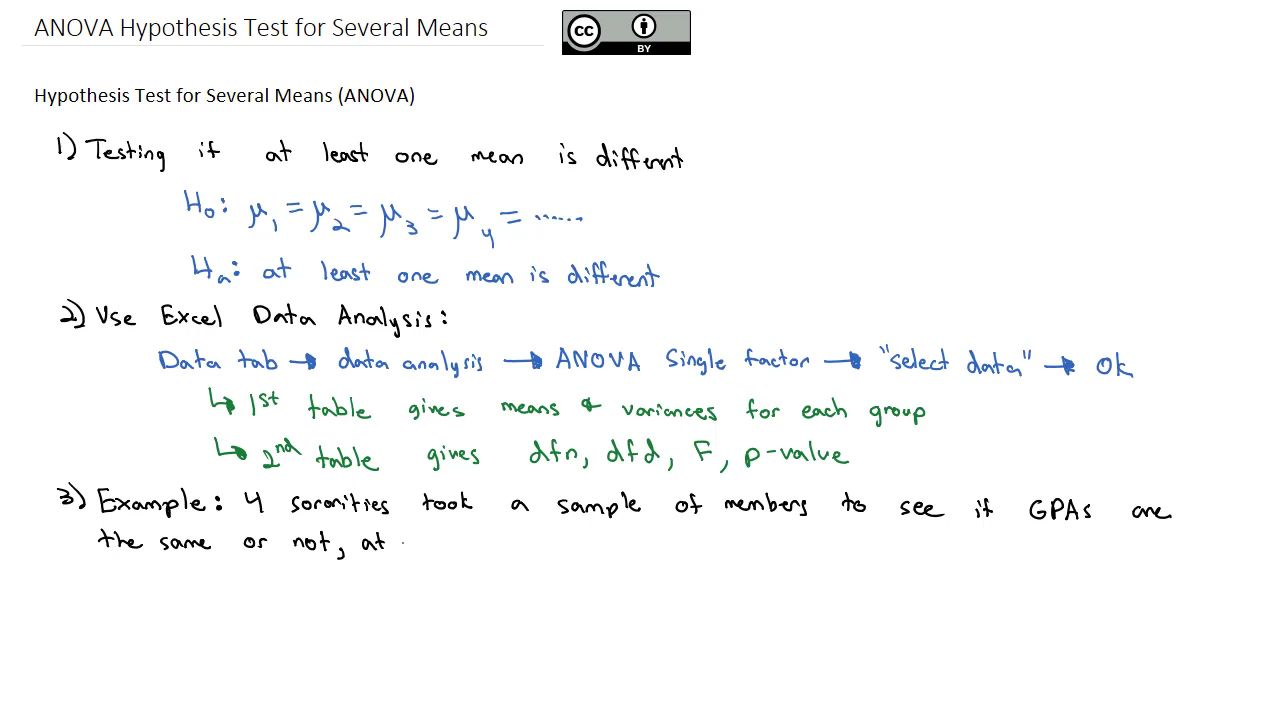 ANOVA Hypothesis Test for Several Means
cc BY
Hypothesis Test for Several Means (ANOVA)
1) Testing if at least one mean is different
H₀: μ₁ = μ₂ = μ₃ = μ₄ = ......
Hₐ: at least one mean is different
2) Use Excel Data Analysis:
Data tab → data analysis → ANOVA Single factor → "select data" → Ok
↳ 1st table gives means & variances for each group
↳ 2nd table gives dfn, dfd, F, p-value
3) Example: 4 sororities took a sample of members to see if GPAs are
the same or not, at